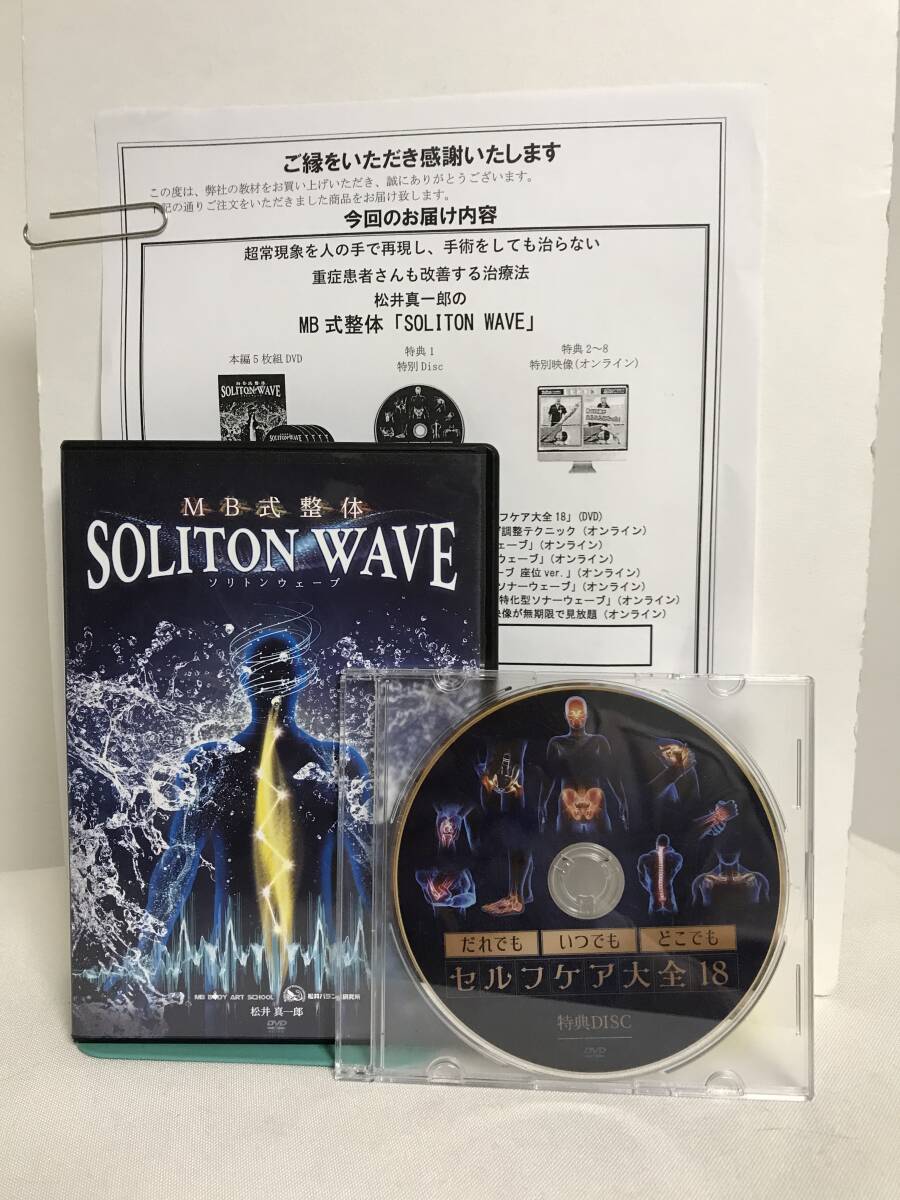 ご縁をいただき感謝いたします
この度は、弊社の教材をお買い上げいただき、誠にありがとうございます。
記の通りご注文をいただきました商品をお届け致します。
今回のお届け内容
超常現象を人の手で再現し、手術をしても治らない
重症患者さんも改善する治療法
松井真一郎の
MB式整体「SOLITON WAVE」
本編5枚組DVD
特典1
特別Disc
特典2～8
特別映像(オンライン)
SOLITON WAVE
フケア大全18」(DVD)
調整テクニック(オンライン)
ェーブ」(オンライン)
ウェーブ」(オンライン)
ーブ 座位ver.」(オンライン)
ソナーウェーブ」(オンライン)
特化型ソナーウェーブ」(オンライン)
映像が無期限で見放題(オンライン)
MB式整体
SOLITON WAVE
ソリトンウェーブ
MB BODY ART SCHOOL
研究所
松井 真一郎
DVD
だれでも いつでも どこでも
セルフケア大全18
特典DISC
DVD